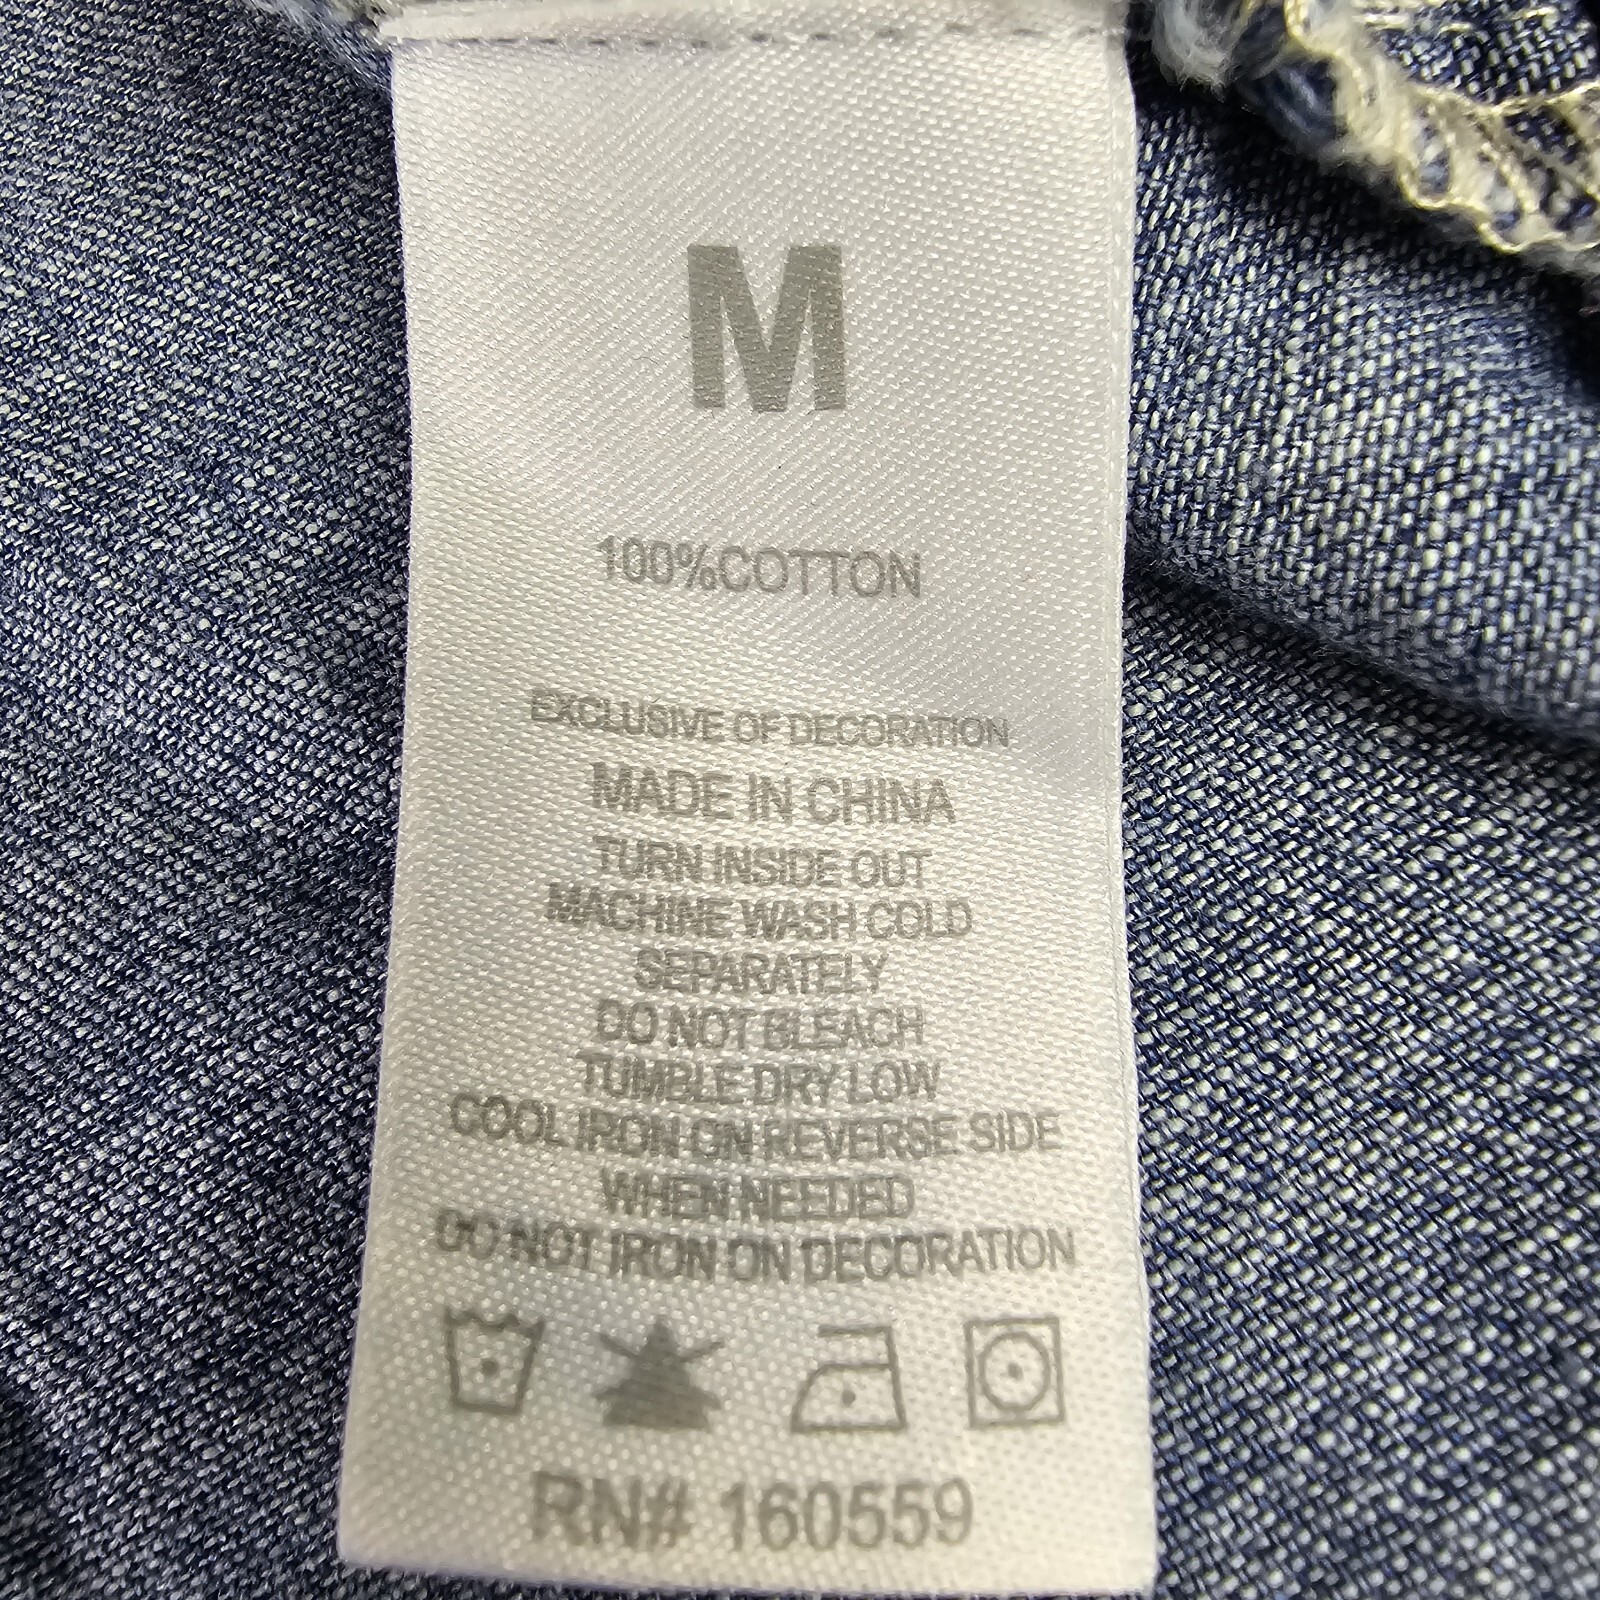 M
100%COTTON
EXCLUSIVE OF DECORATION
MADE IN CHINA
TURN INSIDE OUT
MACHINE WASH COLD
SEPARATELY
DO NOT BLEACH
TUMBLE DRY LOW
COOL IRON ON REVERSE SIDE
WHEN NEEDED
DO NOT IRON ON DECORATION
RN# 160559